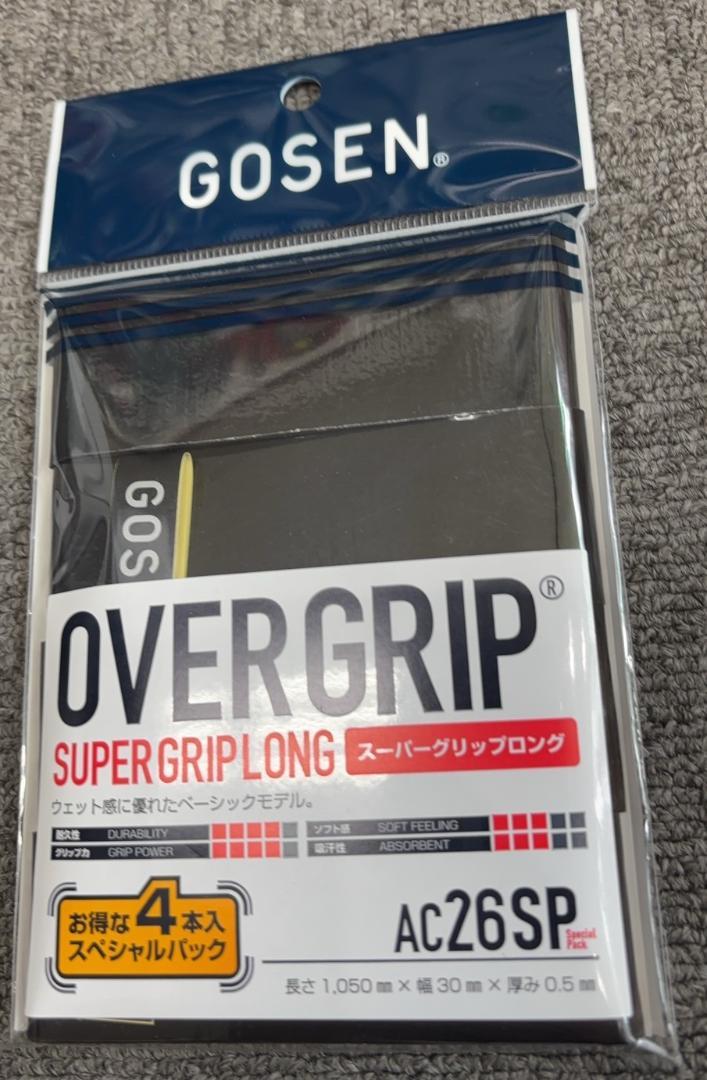 GOSEN®
GOS
OVERGRIP®
SUPER GRIP LONG スーパーグリップロング
ウェット感に優れたベーシックモデル。
耐久性 DURABILITY ソフト感 SOFT FEELING
グリップ力 GRIP POWER 吸汗性 ABSORBENT
お得な4本入
スペシャルパック
AC26SP Special Pack
長さ1,050㎜×幅30㎜×厚み0.5㎜